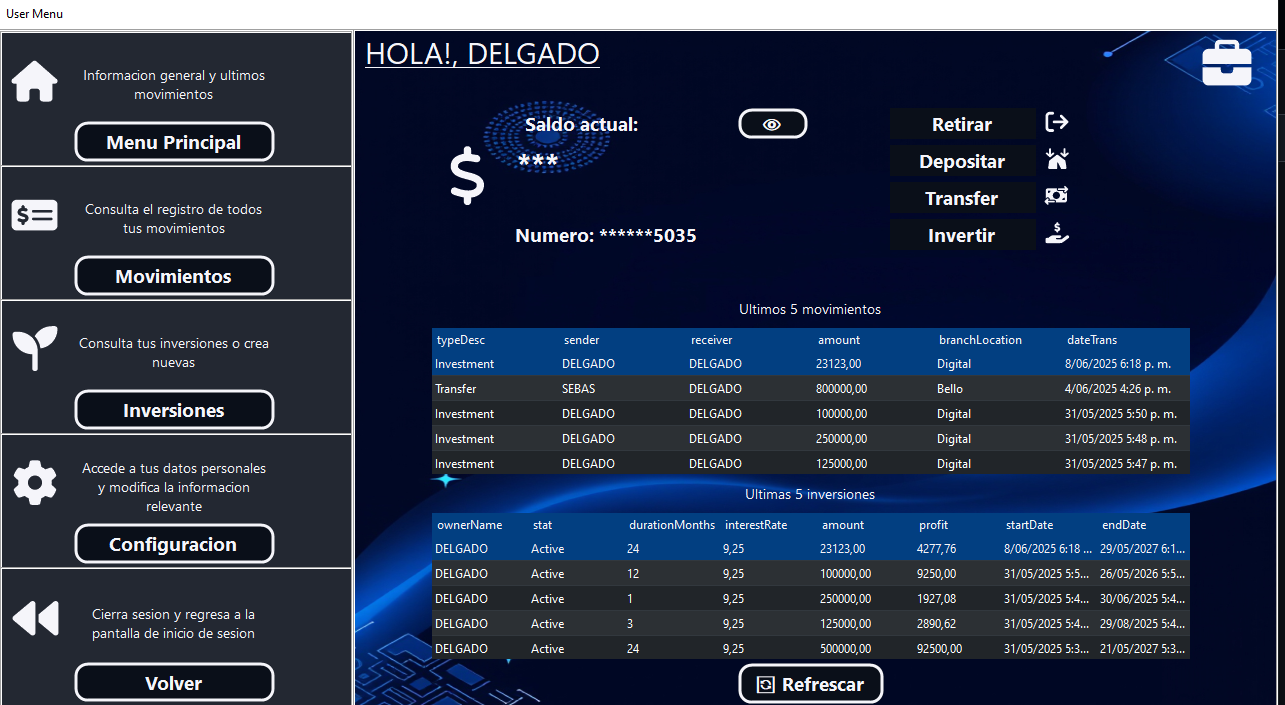 User Menu
Informacion general y ultimos
movimientos
Menu Principal
Consulta el registro de todos
tus movimientos
Movimientos
Consulta tus inversiones o crea
nuevas
Inversiones
Accede a tus datos personales
y modifica la informacion
relevante
Configuracion
Cierra sesion y regresa a la
pantalla de inicio de sesion
Volver
HOLA!, DELGADO
Saldo actual:
$ ***
Numero: ******5035
Retirar
Depositar
Transfer
Invertir
Ultimos 5 movimientos
typeDesc sender receiver amount branchLocation dateTrans
Investment DELGADO DELGADO 23123,00 Digital 8/06/2025 6:18 p. m.
Transfer SEBAS DELGADO 800000,00 Bello 4/06/2025 4:26 p. m.
Investment DELGADO DELGADO 100000,00 Digital 31/05/2025 5:50 p. m.
Investment DELGADO DELGADO 250000,00 Digital 31/05/2025 5:48 p. m.
Investment DELGADO DELGADO 125000,00 Digital 31/05/2025 5:47 p. m.
Ultimas 5 inversiones
ownerName stat durationMonths interestRate amount profit startDate endDate
DELGADO Active 24 9,25 23123,00 4277,76 8/06/2025 6:18 ... 29/05/2027 6:1...
DELGADO Active 12 9,25 100000,00 9250,00 31/05/2025 5:5... 26/05/2026 5:5...
DELGADO Active 1 9,25 250000,00 1927,08 31/05/2025 5:4... 30/06/2025 5:4...
DELGADO Active 3 9,25 125000,00 2890,62 31/05/2025 5:4... 29/08/2025 5:4...
DELGADO Active 24 9,25 500000,00 92500,00 31/05/2025 5:3... 21/05/2027 5:3...
Refrescar